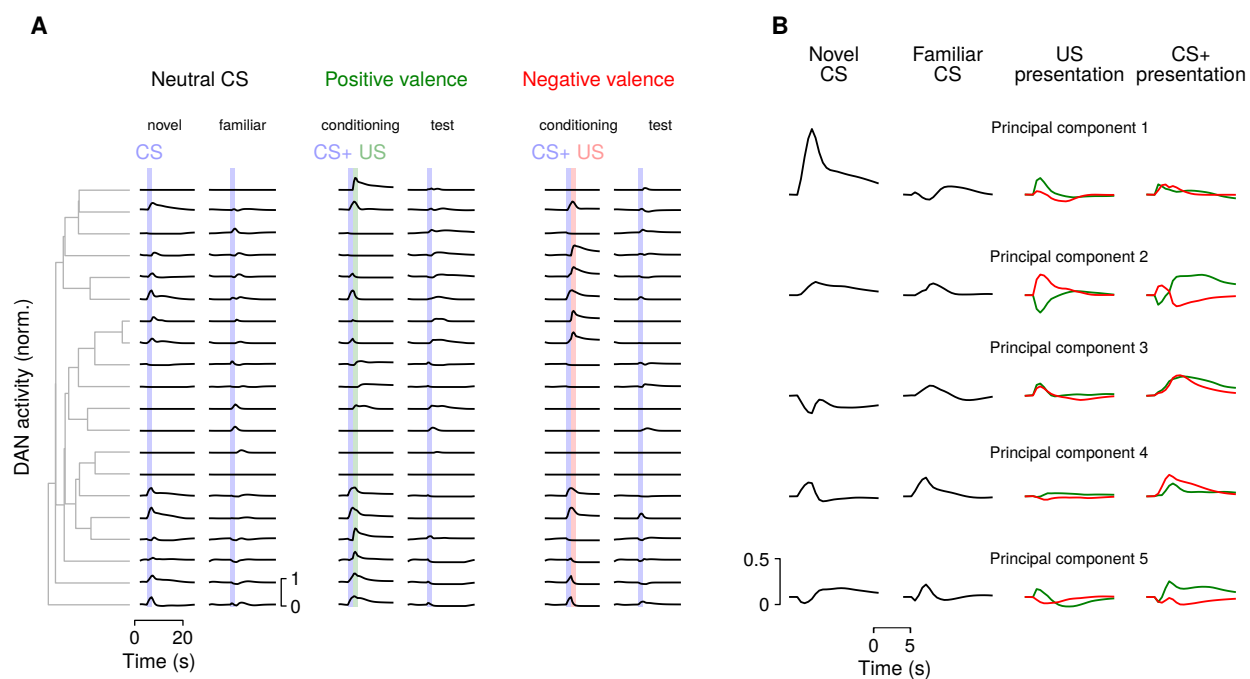 A
Neutral CS
Positive valence
Negative valence
novel
familiar
conditioning
test
conditioning
test
CS
CS+ US
CS+ US
DAN activity (norm.)
1
0
0 20
Time (s)
B
Novel
CS
Familiar
CS
US
presentation
CS+
presentation
Principal component 1
Principal component 2
Principal component 3
Principal component 4
Principal component 5
0.5
0
0 5
Time (s)